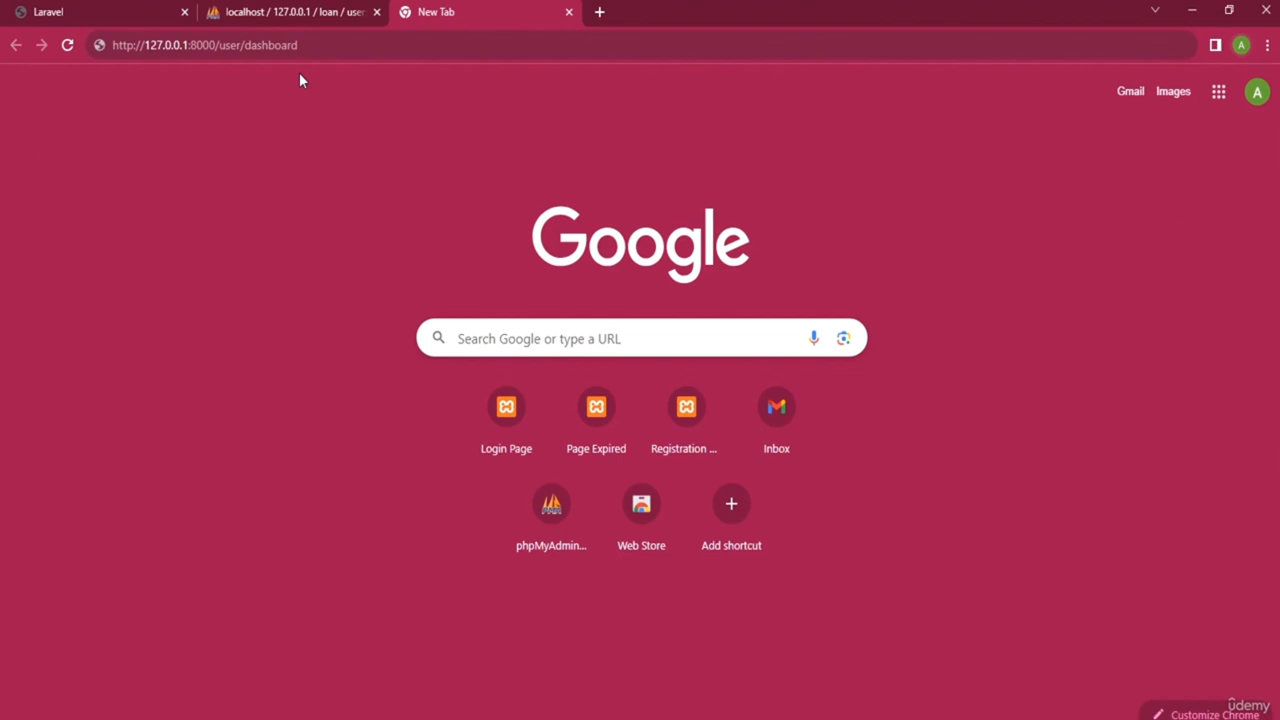 Laravel
localhost / 127.0.0.1 / loan / user
New Tab
http://127.0.0.1:8000/user/dashboard
A
Gmail
Images
A
Google
Search Google or type a URL
Login Page
Page Expired
Registration ...
Inbox
phpMyAdmin...
Web Store
Add shortcut
Customize Chrome
ûdemy